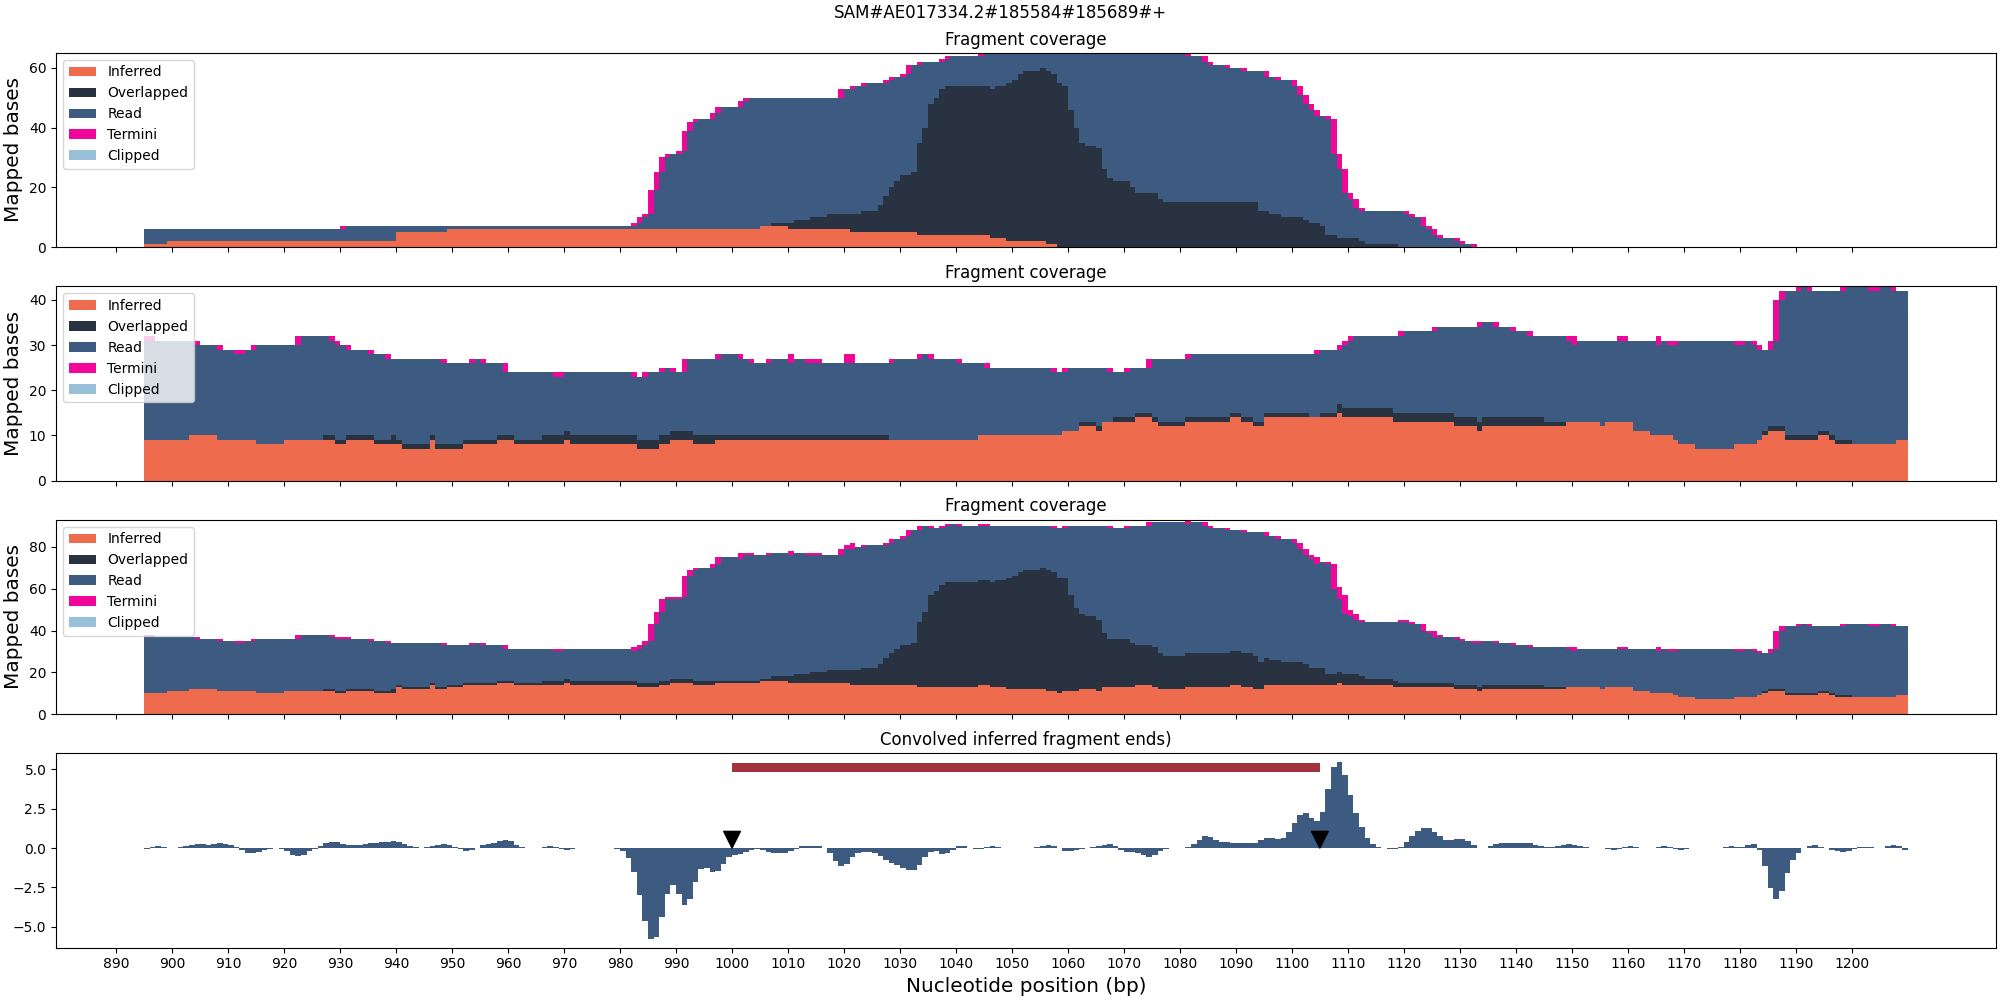 SAM#AE017334.2#185584#185689#+
Fragment coverage
Mapped bases
60
40
20
0
Inferred
Overlapped
Read
Termini
Clipped
Fragment coverage
Mapped bases
40
30
20
10
0
Inferred
Overlapped
Read
Termini
Clipped
Fragment coverage
Mapped bases
80
60
40
20
0
Inferred
Overlapped
Read
Termini
Clipped
Convolved inferred fragment ends)
5.0
2.5
0.0
−2.5
−5.0
890 900 910 920 930 940 950 960 970 980 990 1000 1010 1020 1030 1040 1050 1060 1070 1080 1090 1100 1110 1120 1130 1140 1150 1160 1170 1180 1190 1200
Nucleotide position (bp)